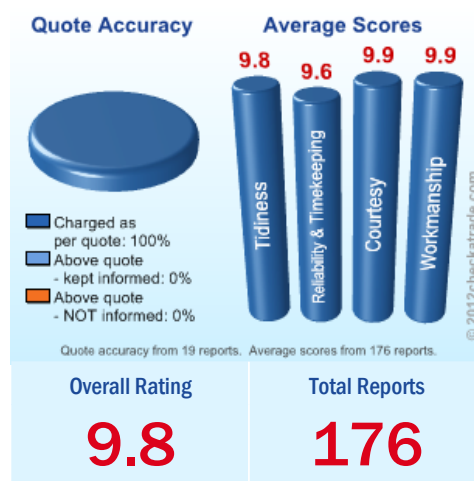 Quote Accuracy
Average Scores
9.8
9.6
9.9
9.9
Tidiness
Reliability & Timekeeping
Courtesy
Workmanship
Charged as
per quote: 100%
Above quote
- kept informed: 0%
Above quote
- NOT informed: 0%
© 2012checkatrade.com
Quote accuracy from 19 reports. Average scores from 176 reports.
Overall Rating
9.8
Total Reports
176